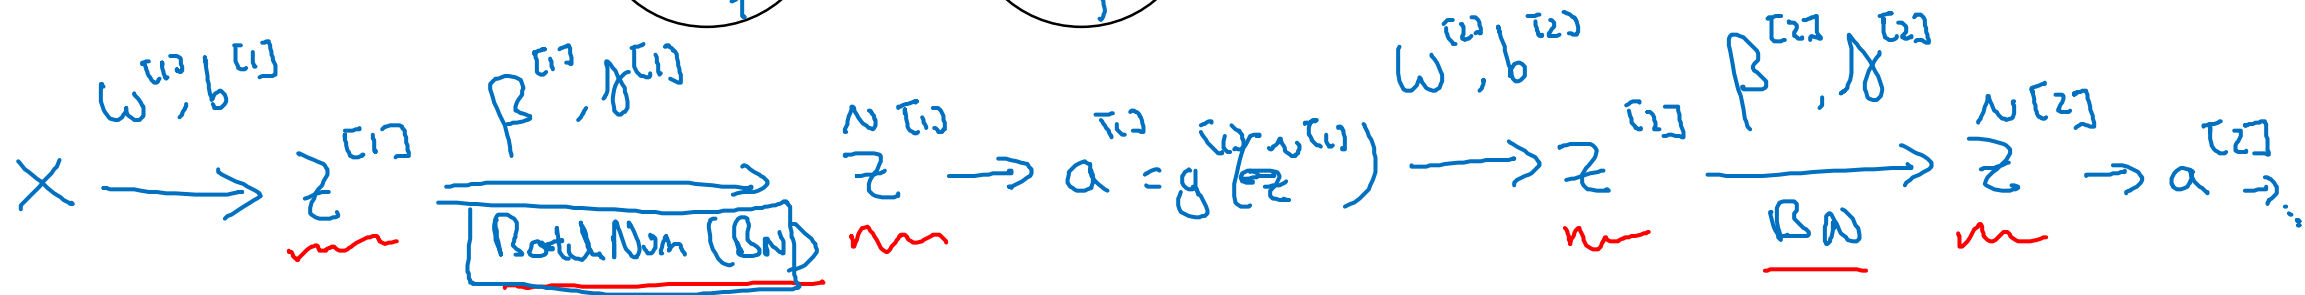 X → z^[1] → z̃^[1] → a^[1] = g^[1](z̃^[1]) → z^[2] → z̃^[2] → a^[2] → ...
w^[1], b^[1]
β^[1], γ^[1]
Batch Norm (BN)
w^[2], b^[2]
β^[2], γ^[2]
BN